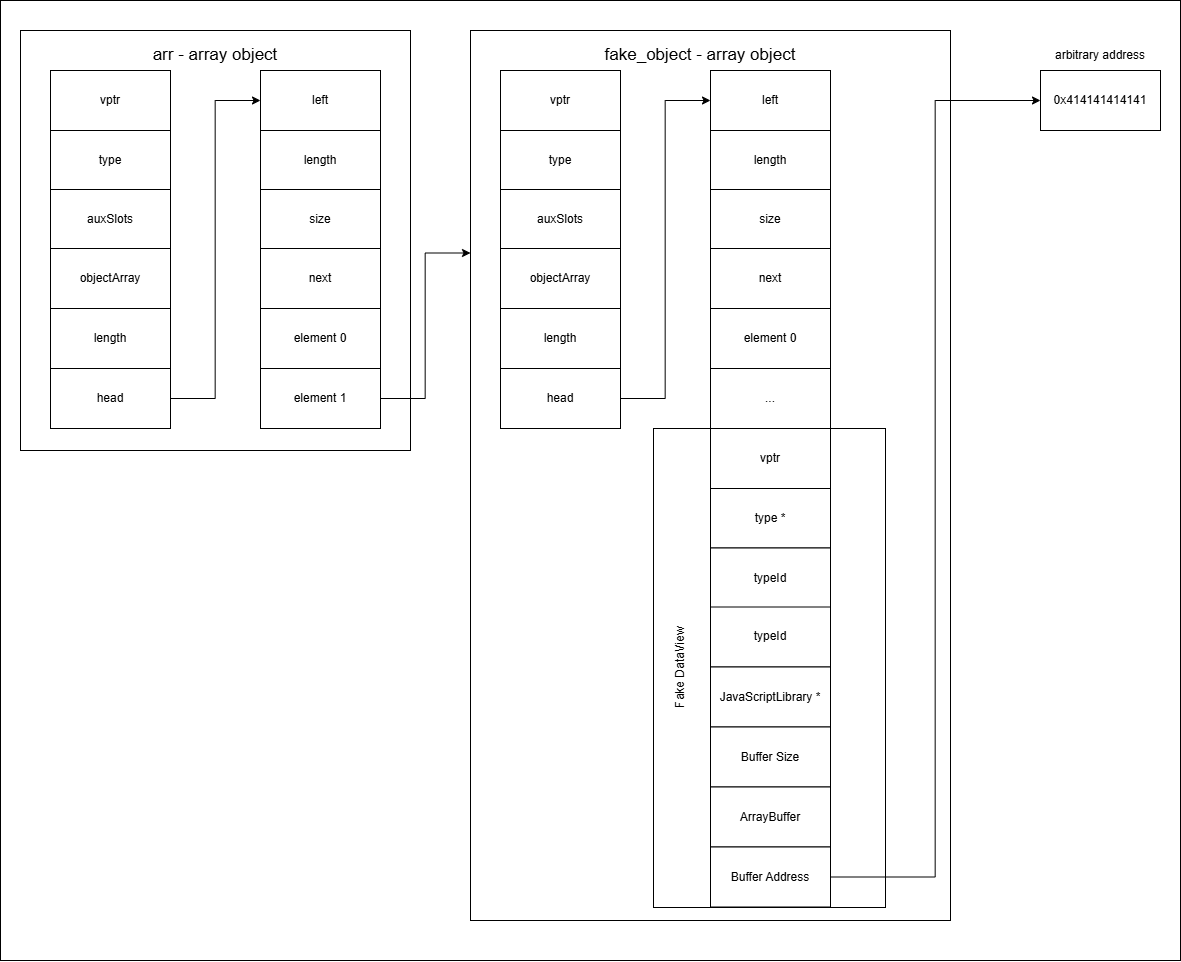 arr - array object
vptr
type
auxSlots
objectArray
length
head
left
length
size
next
element 0
element 1
fake_object - array object
vptr
type
auxSlots
objectArray
length
head
left
length
size
next
element 0
...
Fake DataView
vptr
type *
typeId
typeId
JavaScriptLibrary *
Buffer Size
ArrayBuffer
Buffer Address
arbitrary address
0x414141414141